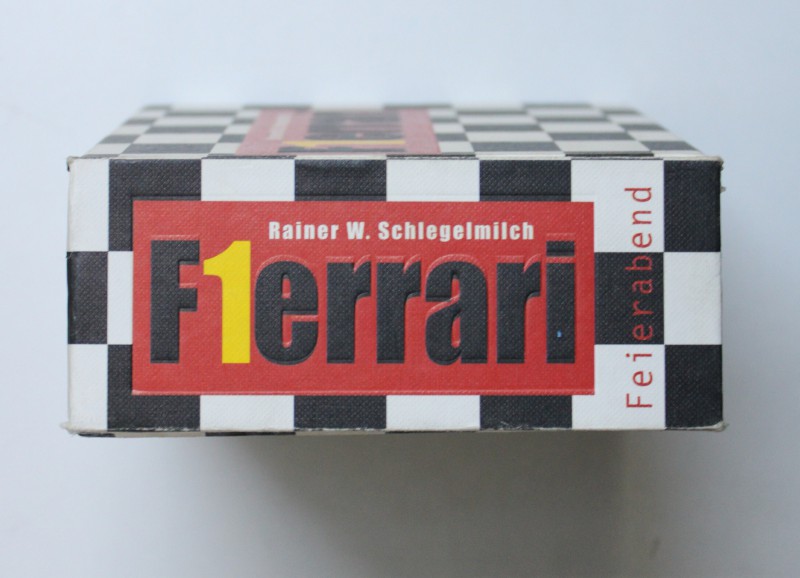 Rainer W. Schlegelmilch
F1errari
Feierabend